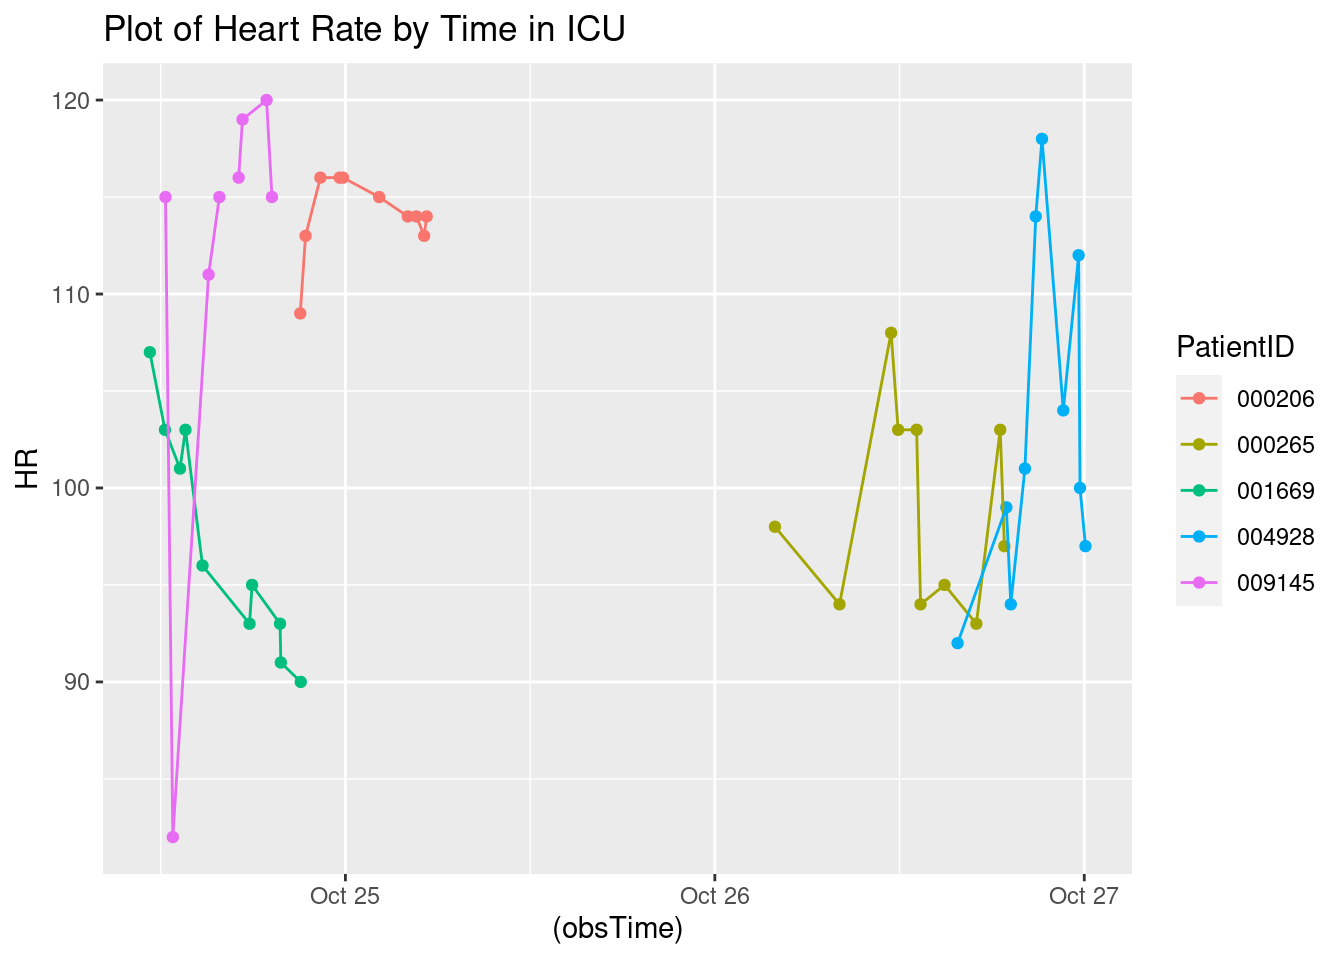 Plot of Heart Rate by Time in ICU
120
110
100
90
HR
Oct 25
Oct 26
Oct 27
(obsTime)
PatientID
000206
000265
001669
004928
009145